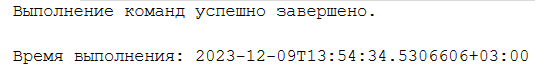 Выполнение команд успешно завершено.
Время выполнения: 2023-12-09T13:54:34.5306606+03:00